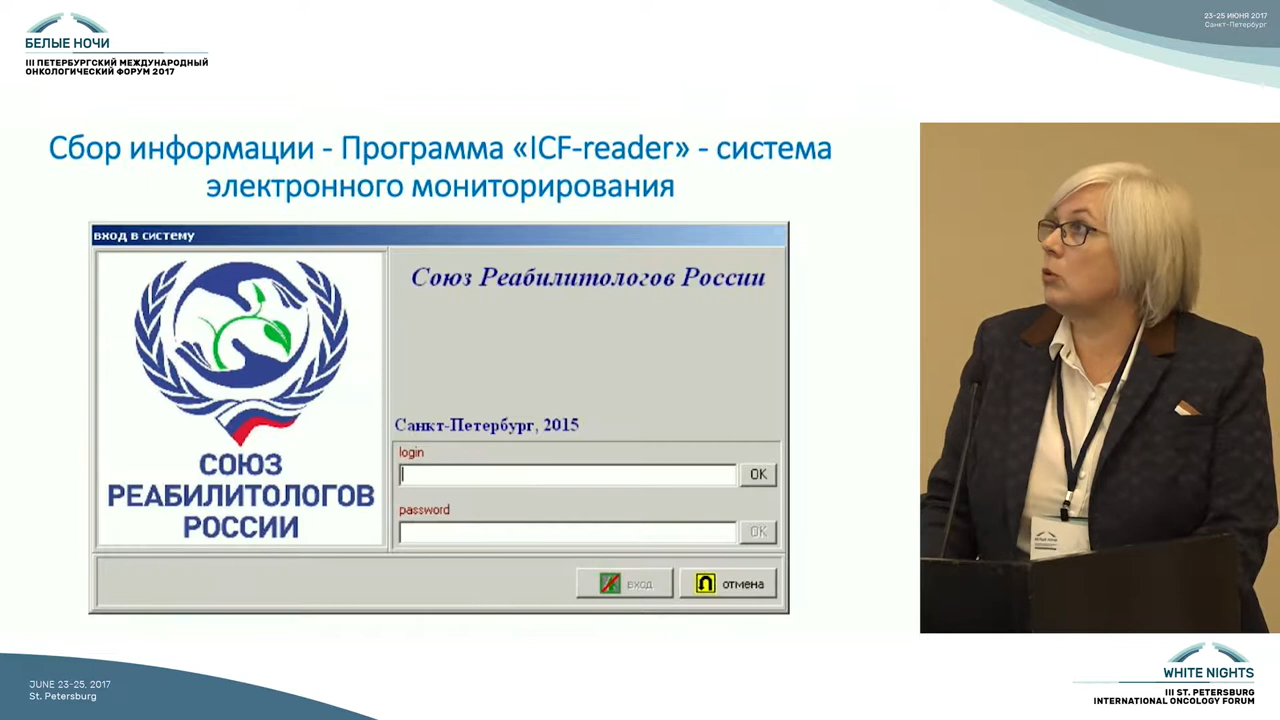 БЕЛЫЕ НОЧИ
III ПЕТЕРБУРГСКИЙ МЕЖДУНАРОДНЫЙ
ОНКОЛОГИЧЕСКИЙ ФОРУМ 2017
23-25 ИЮНЯ 2017
Санкт-Петербург
Сбор информации - Программа «ICF-reader» - система
электронного мониторирования
вход в систему
Союз Реабилитологов России
Санкт-Петербург, 2015
login
OK
password
OK
СОЮЗ
РЕАБИЛИТОЛОГОВ
РОССИИ
вход
отмена
БЕЛЫЕ НОЧИ
JUNE 23-25, 2017
St. Petersburg
WHITE NIGHTS
III ST. PETERSBURG
INTERNATIONAL ONCOLOGY FORUM